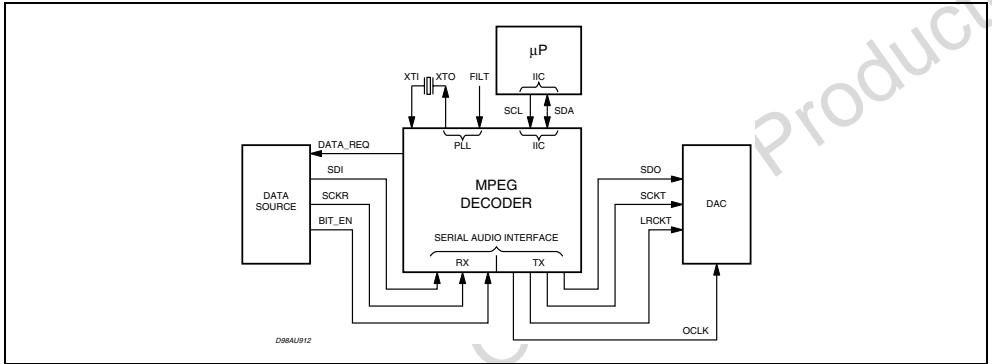 Product
µP
IIC
XTI XTO FILT
SCL SDA
PLL IIC
DATA_REQ
SDI
SCKR
BIT_EN
DATA
SOURCE
MPEG
DECODER
SERIAL AUDIO INTERFACE
RX TX
SDO
SCKT
LRCKT
DAC
OCLK
D98AU912